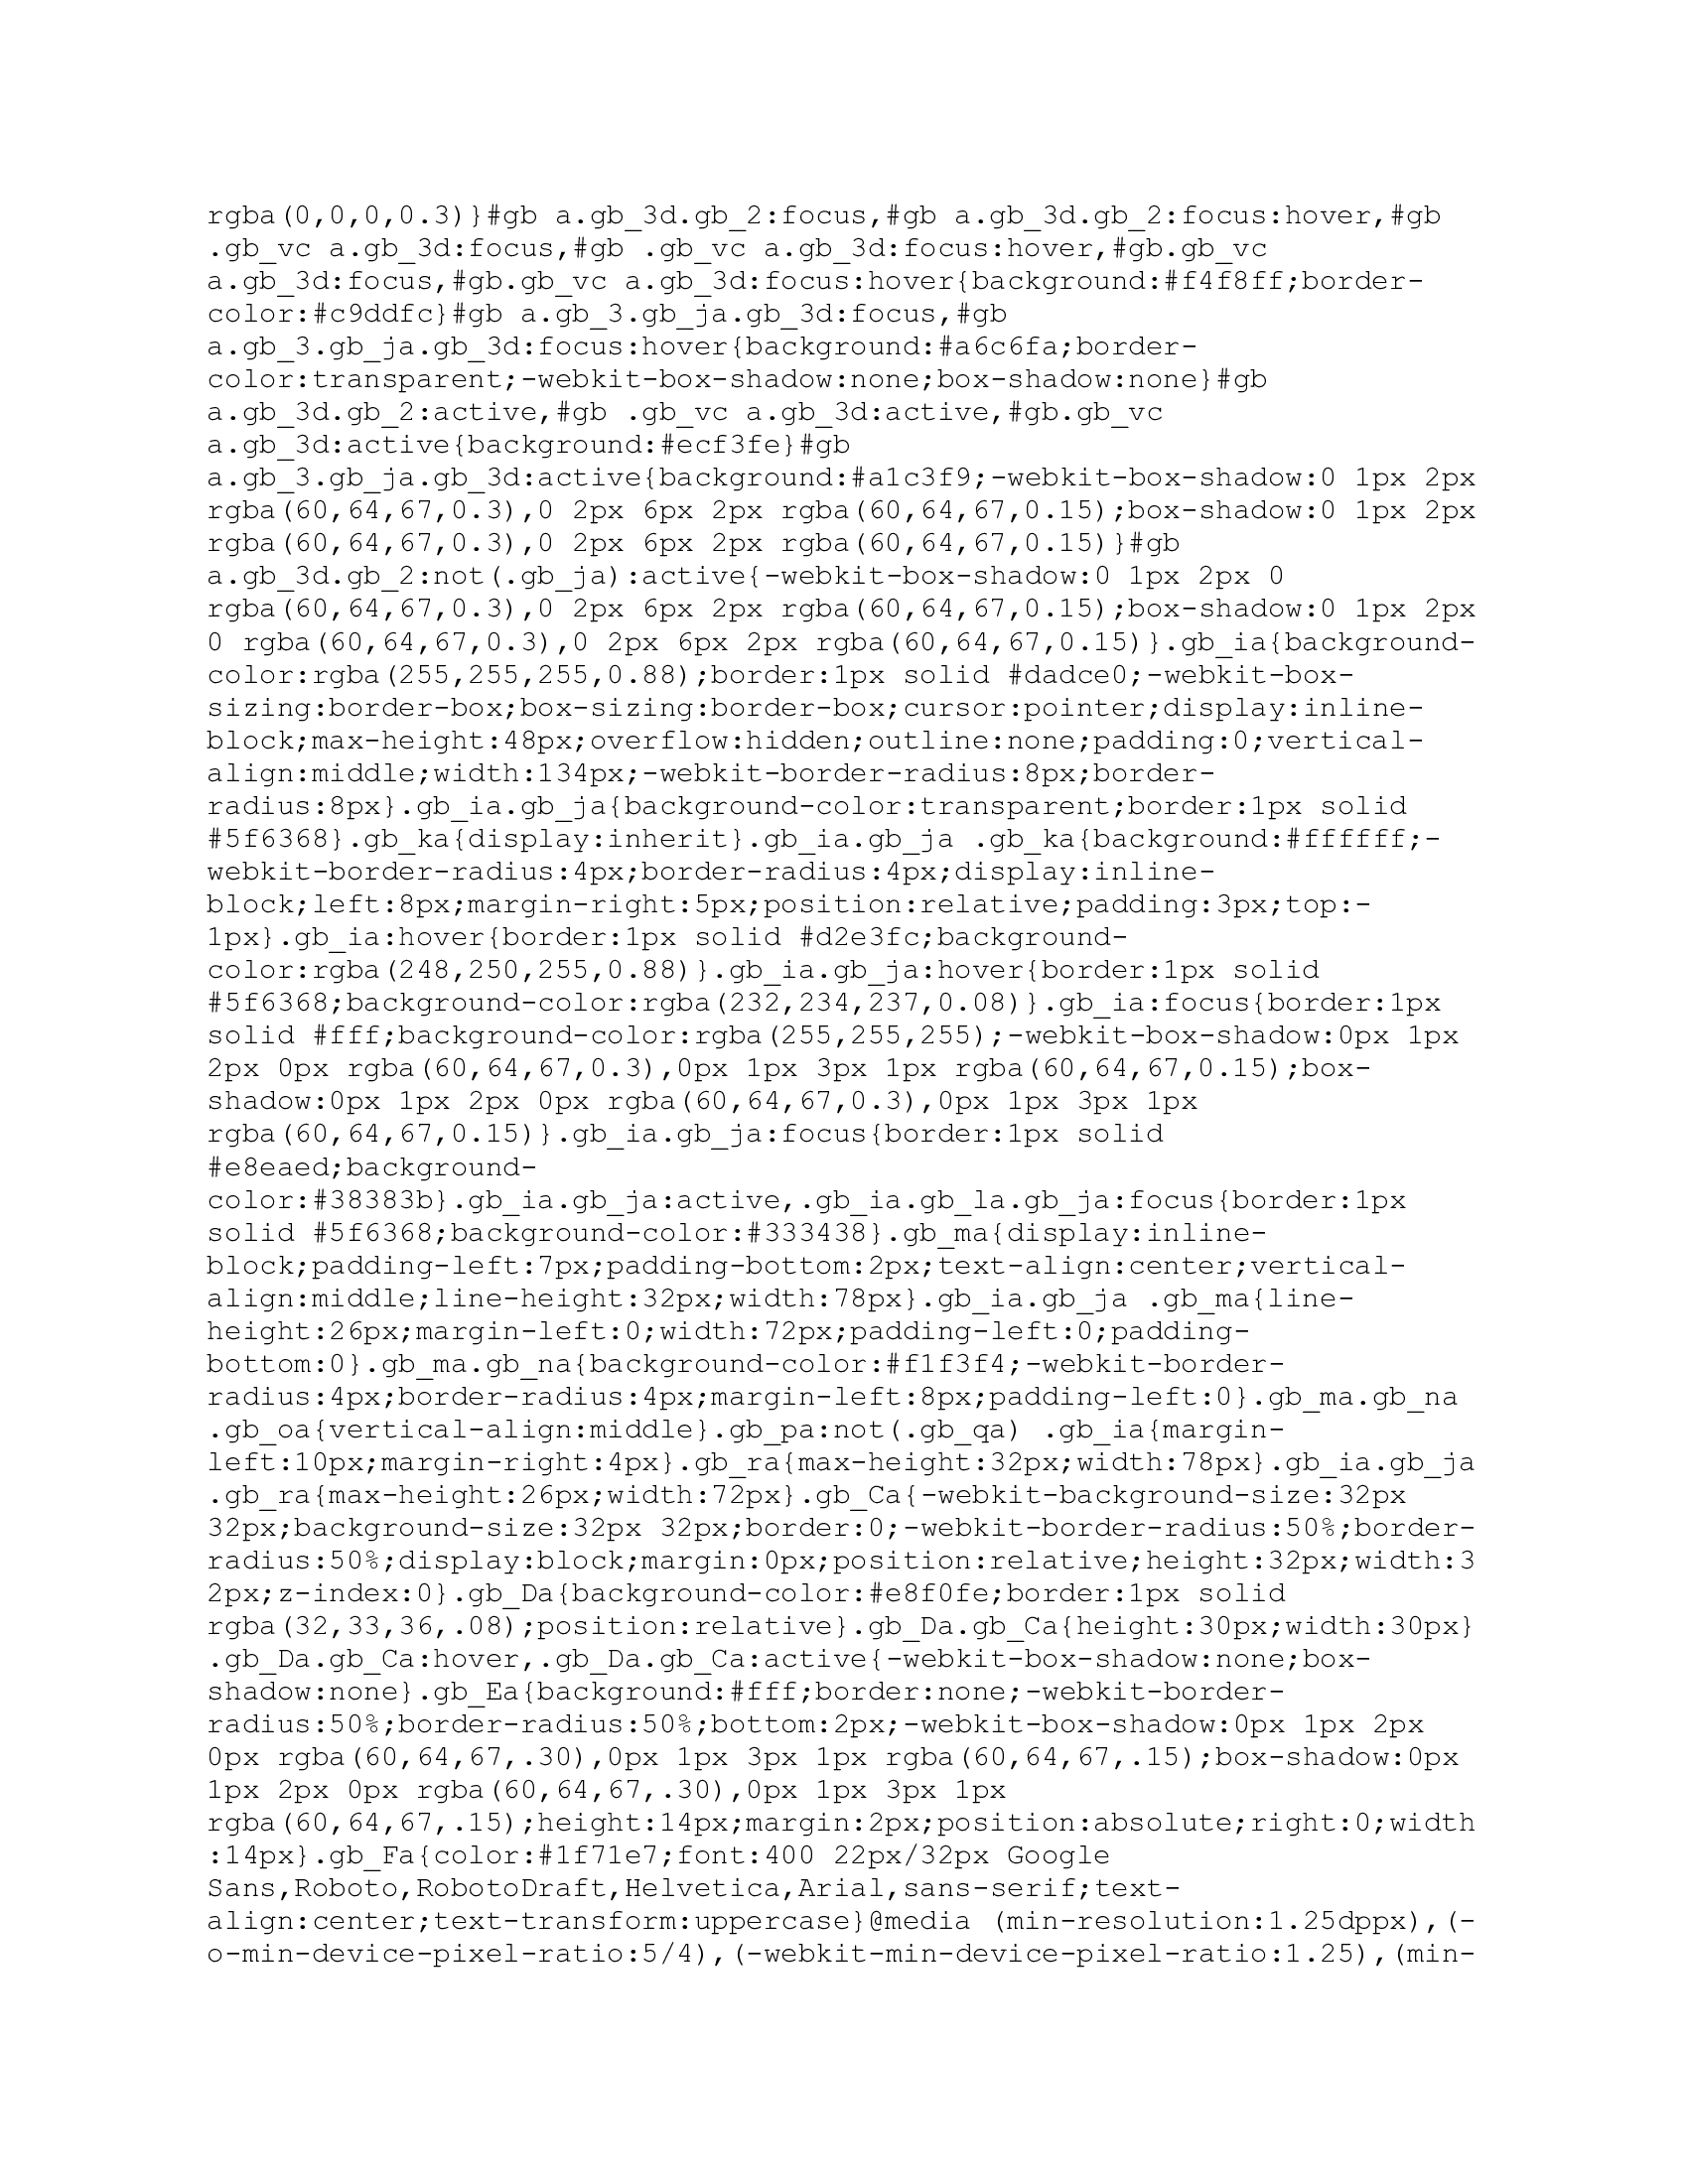 rgba(0,0,0,0.3)}#gb a.gb_3d.gb_2:focus,#gb a.gb_3d.gb_2:focus:hover,#gb
.gb_vc a.gb_3d:focus,#gb .gb_vc a.gb_3d:focus:hover,#gb.gb_vc
a.gb_3d:focus,#gb.gb_vc a.gb_3d:focus:hover{background:#f4f8ff;border-
color:#c9ddfc}#gb a.gb_3.gb_ja.gb_3d:focus,#gb
a.gb_3.gb_ja.gb_3d:focus:hover{background:#a6c6fa;border-
color:transparent;-webkit-box-shadow:none;box-shadow:none}#gb
a.gb_3d.gb_2:active,#gb .gb_vc a.gb_3d:active,#gb.gb_vc
a.gb_3d:active{background:#ecf3fe}#gb
a.gb_3.gb_ja.gb_3d:active{background:#a1c3f9;-webkit-box-shadow:0 1px 2px
rgba(60,64,67,0.3),0 2px 6px 2px rgba(60,64,67,0.15);box-shadow:0 1px 2px
rgba(60,64,67,0.3),0 2px 6px 2px rgba(60,64,67,0.15)}#gb
a.gb_3d.gb_2:not(.gb_ja):active{-webkit-box-shadow:0 1px 2px 0
rgba(60,64,67,0.3),0 2px 6px 2px rgba(60,64,67,0.15);box-shadow:0 1px 2px
0 rgba(60,64,67,0.3),0 2px 6px 2px rgba(60,64,67,0.15)}.gb_ia{background-
color:rgba(255,255,255,0.88);border:1px solid #dadce0;-webkit-box-
sizing:border-box;box-sizing:border-box;cursor:pointer;display:inline-
block;max-height:48px;overflow:hidden;outline:none;padding:0;vertical-
align:middle;width:134px;-webkit-border-radius:8px;border-
radius:8px}.gb_ia.gb_ja{background-color:transparent;border:1px solid
#5f6368}.gb_ka{display:inherit}.gb_ia.gb_ja .gb_ka{background:#ffffff;-
webkit-border-radius:4px;border-radius:4px;display:inline-
block;left:8px;margin-right:5px;position:relative;padding:3px;top:-
1px}.gb_ia:hover{border:1px solid #d2e3fc;background-
color:rgba(248,250,255,0.88)}.gb_ia.gb_ja:hover{border:1px solid
#5f6368;background-color:rgba(232,234,237,0.08)}.gb_ia:focus{border:1px
solid #fff;background-color:rgba(255,255,255);-webkit-box-shadow:0px 1px
2px 0px rgba(60,64,67,0.3),0px 1px 3px 1px rgba(60,64,67,0.15);box-
shadow:0px 1px 2px 0px rgba(60,64,67,0.3),0px 1px 3px 1px
rgba(60,64,67,0.15)}.gb_ia.gb_ja:focus{border:1px solid
#e8eaed;background-
color:#38383b}.gb_ia.gb_ja:active,.gb_ia.gb_la.gb_ja:focus{border:1px
solid #5f6368;background-color:#333438}.gb_ma{display:inline-
block;padding-left:7px;padding-bottom:2px;text-align:center;vertical-
align:middle;line-height:32px;width:78px}.gb_ia.gb_ja .gb_ma{line-
height:26px;margin-left:0;width:72px;padding-left:0;padding-
bottom:0}.gb_ma.gb_na{background-color:#f1f3f4;-webkit-border-
radius:4px;border-radius:4px;margin-left:8px;padding-left:0}.gb_ma.gb_na
.gb_oa{vertical-align:middle}.gb_pa:not(.gb_qa) .gb_ia{margin-
left:10px;margin-right:4px}.gb_ra{max-height:32px;width:78px}.gb_ia.gb_ja
.gb_ra{max-height:26px;width:72px}.gb_Ca{-webkit-background-size:32px
32px;background-size:32px 32px;border:0;-webkit-border-radius:50%;border-
radius:50%;display:block;margin:0px;position:relative;height:32px;width:3
2px;z-index:0}.gb_Da{background-color:#e8f0fe;border:1px solid
rgba(32,33,36,.08);position:relative}.gb_Da.gb_Ca{height:30px;width:30px}
.gb_Da.gb_Ca:hover,.gb_Da.gb_Ca:active{-webkit-box-shadow:none;box-
shadow:none}.gb_Ea{background:#fff;border:none;-webkit-border-
radius:50%;border-radius:50%;bottom:2px;-webkit-box-shadow:0px 1px 2px
0px rgba(60,64,67,.30),0px 1px 3px 1px rgba(60,64,67,.15);box-shadow:0px
1px 2px 0px rgba(60,64,67,.30),0px 1px 3px 1px
rgba(60,64,67,.15);height:14px;margin:2px;position:absolute;right:0;width
:14px}.gb_Fa{color:#1f71e7;font:400 22px/32px Google
Sans,Roboto,RobotoDraft,Helvetica,Arial,sans-serif;text-
align:center;text-transform:uppercase}@media (min-resolution:1.25dppx),(-
o-min-device-pixel-ratio:5/4),(-webkit-min-device-pixel-ratio:1.25),(min-